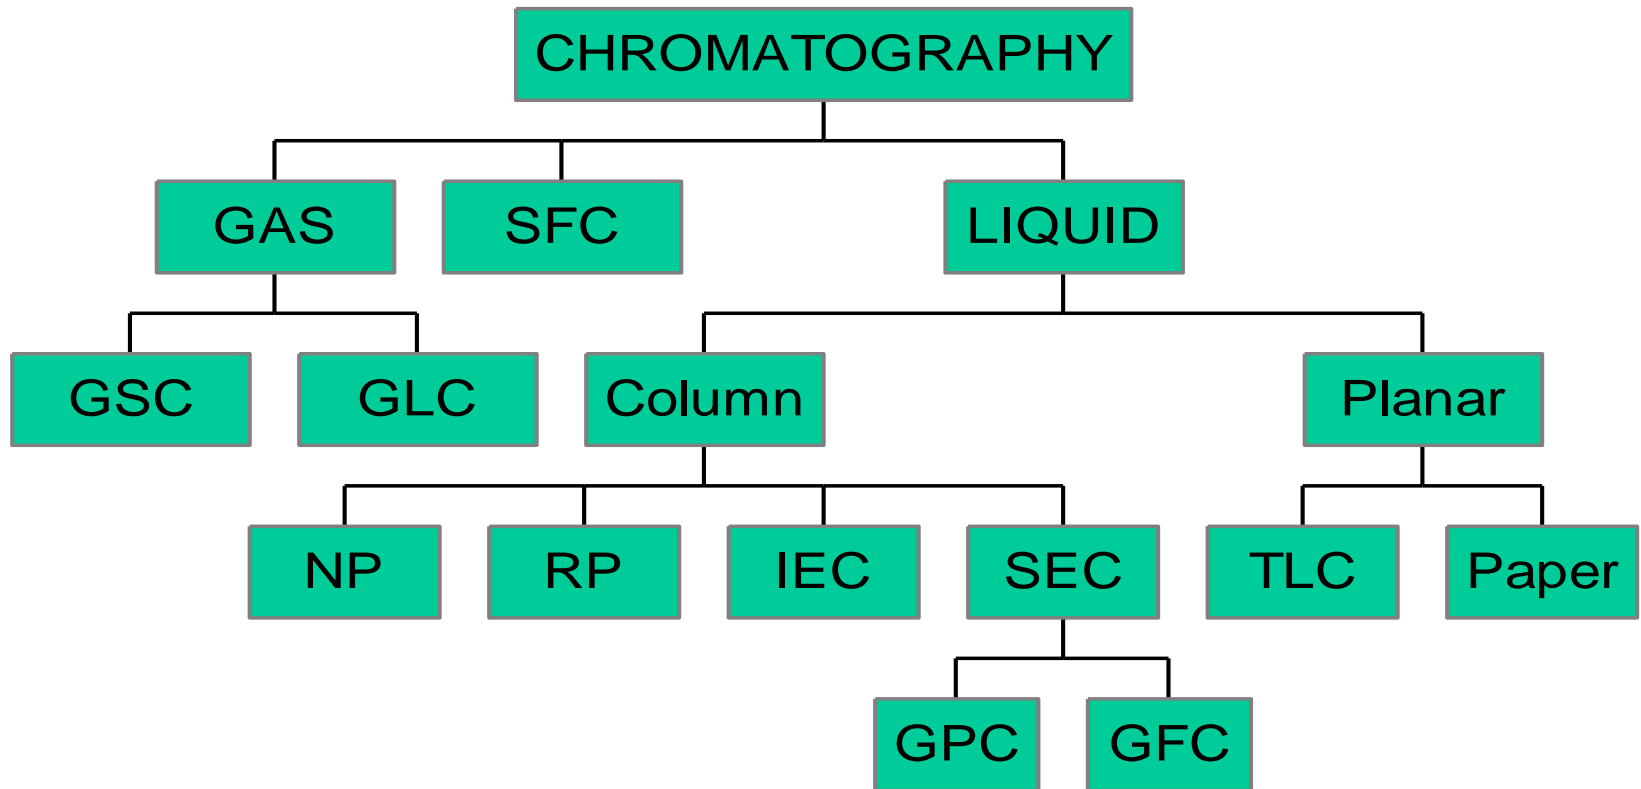 CHROMATOGRAPHY
GAS
SFC
LIQUID
GSC
GLC
Column
Planar
NP
RP
IEC
SEC
TLC
Paper
GPC
GFC